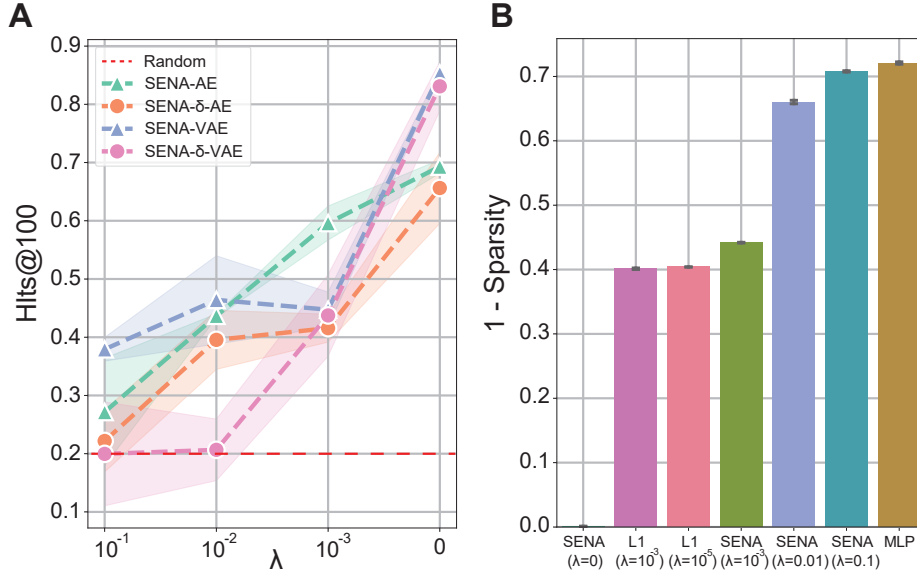 A
HIts@100
0.9
0.8
0.7
0.6
0.5
0.4
0.3
0.2
0.1
Random
SENA-AE
SENA-δ-AE
SENA-VAE
SENA-δ-VAE
10⁻¹ 10⁻² 10⁻³ 0
λ
B
1 - Sparsity
0.7
0.6
0.5
0.4
0.3
0.2
0.1
0.0
SENA L1 L1 SENA SENA SENA MLP
(λ=0) (λ=10⁻³) (λ=10⁻⁵) (λ=10⁻³) (λ=0.01) (λ=0.1)